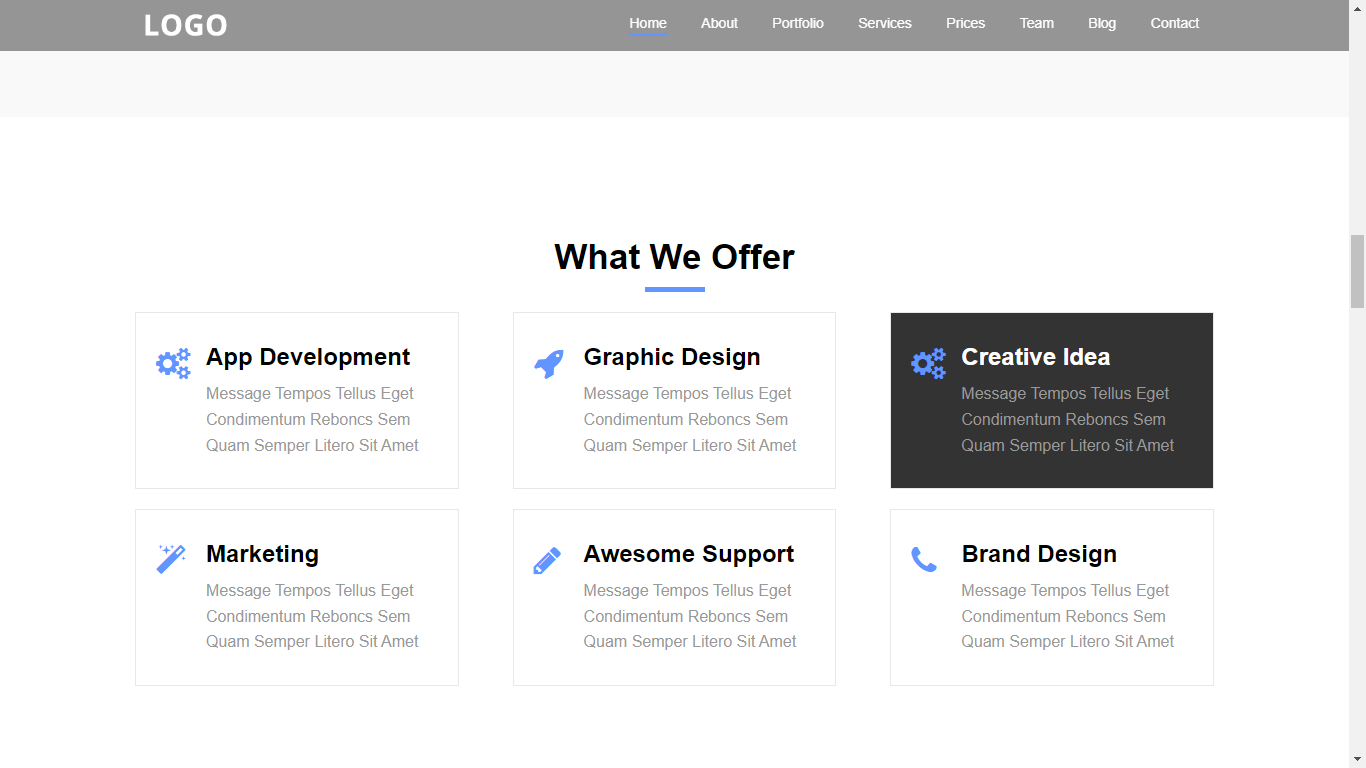 LOGO
Home About Portfolio Services Prices Team Blog Contact
What We Offer
App Development
Message Tempos Tellus Eget
Condimentum Reboncs Sem
Quam Semper Litero Sit Amet
Graphic Design
Message Tempos Tellus Eget
Condimentum Reboncs Sem
Quam Semper Litero Sit Amet
Creative Idea
Message Tempos Tellus Eget
Condimentum Reboncs Sem
Quam Semper Litero Sit Amet
Marketing
Message Tempos Tellus Eget
Condimentum Reboncs Sem
Quam Semper Litero Sit Amet
Awesome Support
Message Tempos Tellus Eget
Condimentum Reboncs Sem
Quam Semper Litero Sit Amet
Brand Design
Message Tempos Tellus Eget
Condimentum Reboncs Sem
Quam Semper Litero Sit Amet